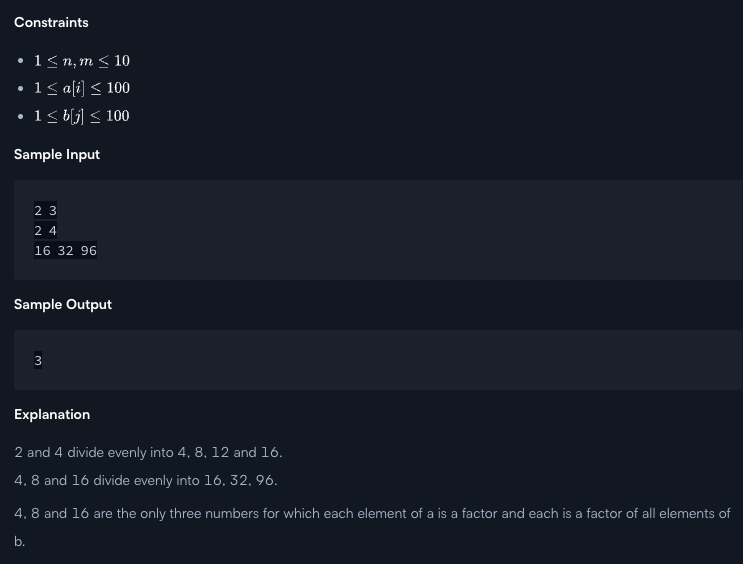 Constraints
• 1 ≤ n, m ≤ 10
• 1 ≤ a[i] ≤ 100
• 1 ≤ b[j] ≤ 100
Sample Input
2 3
2 4
16 32 96
Sample Output
3
Explanation
2 and 4 divide evenly into 4, 8, 12 and 16.
4, 8 and 16 divide evenly into 16, 32, 96.
4, 8 and 16 are the only three numbers for which each element of a is a factor and each is a factor of all elements of
b.